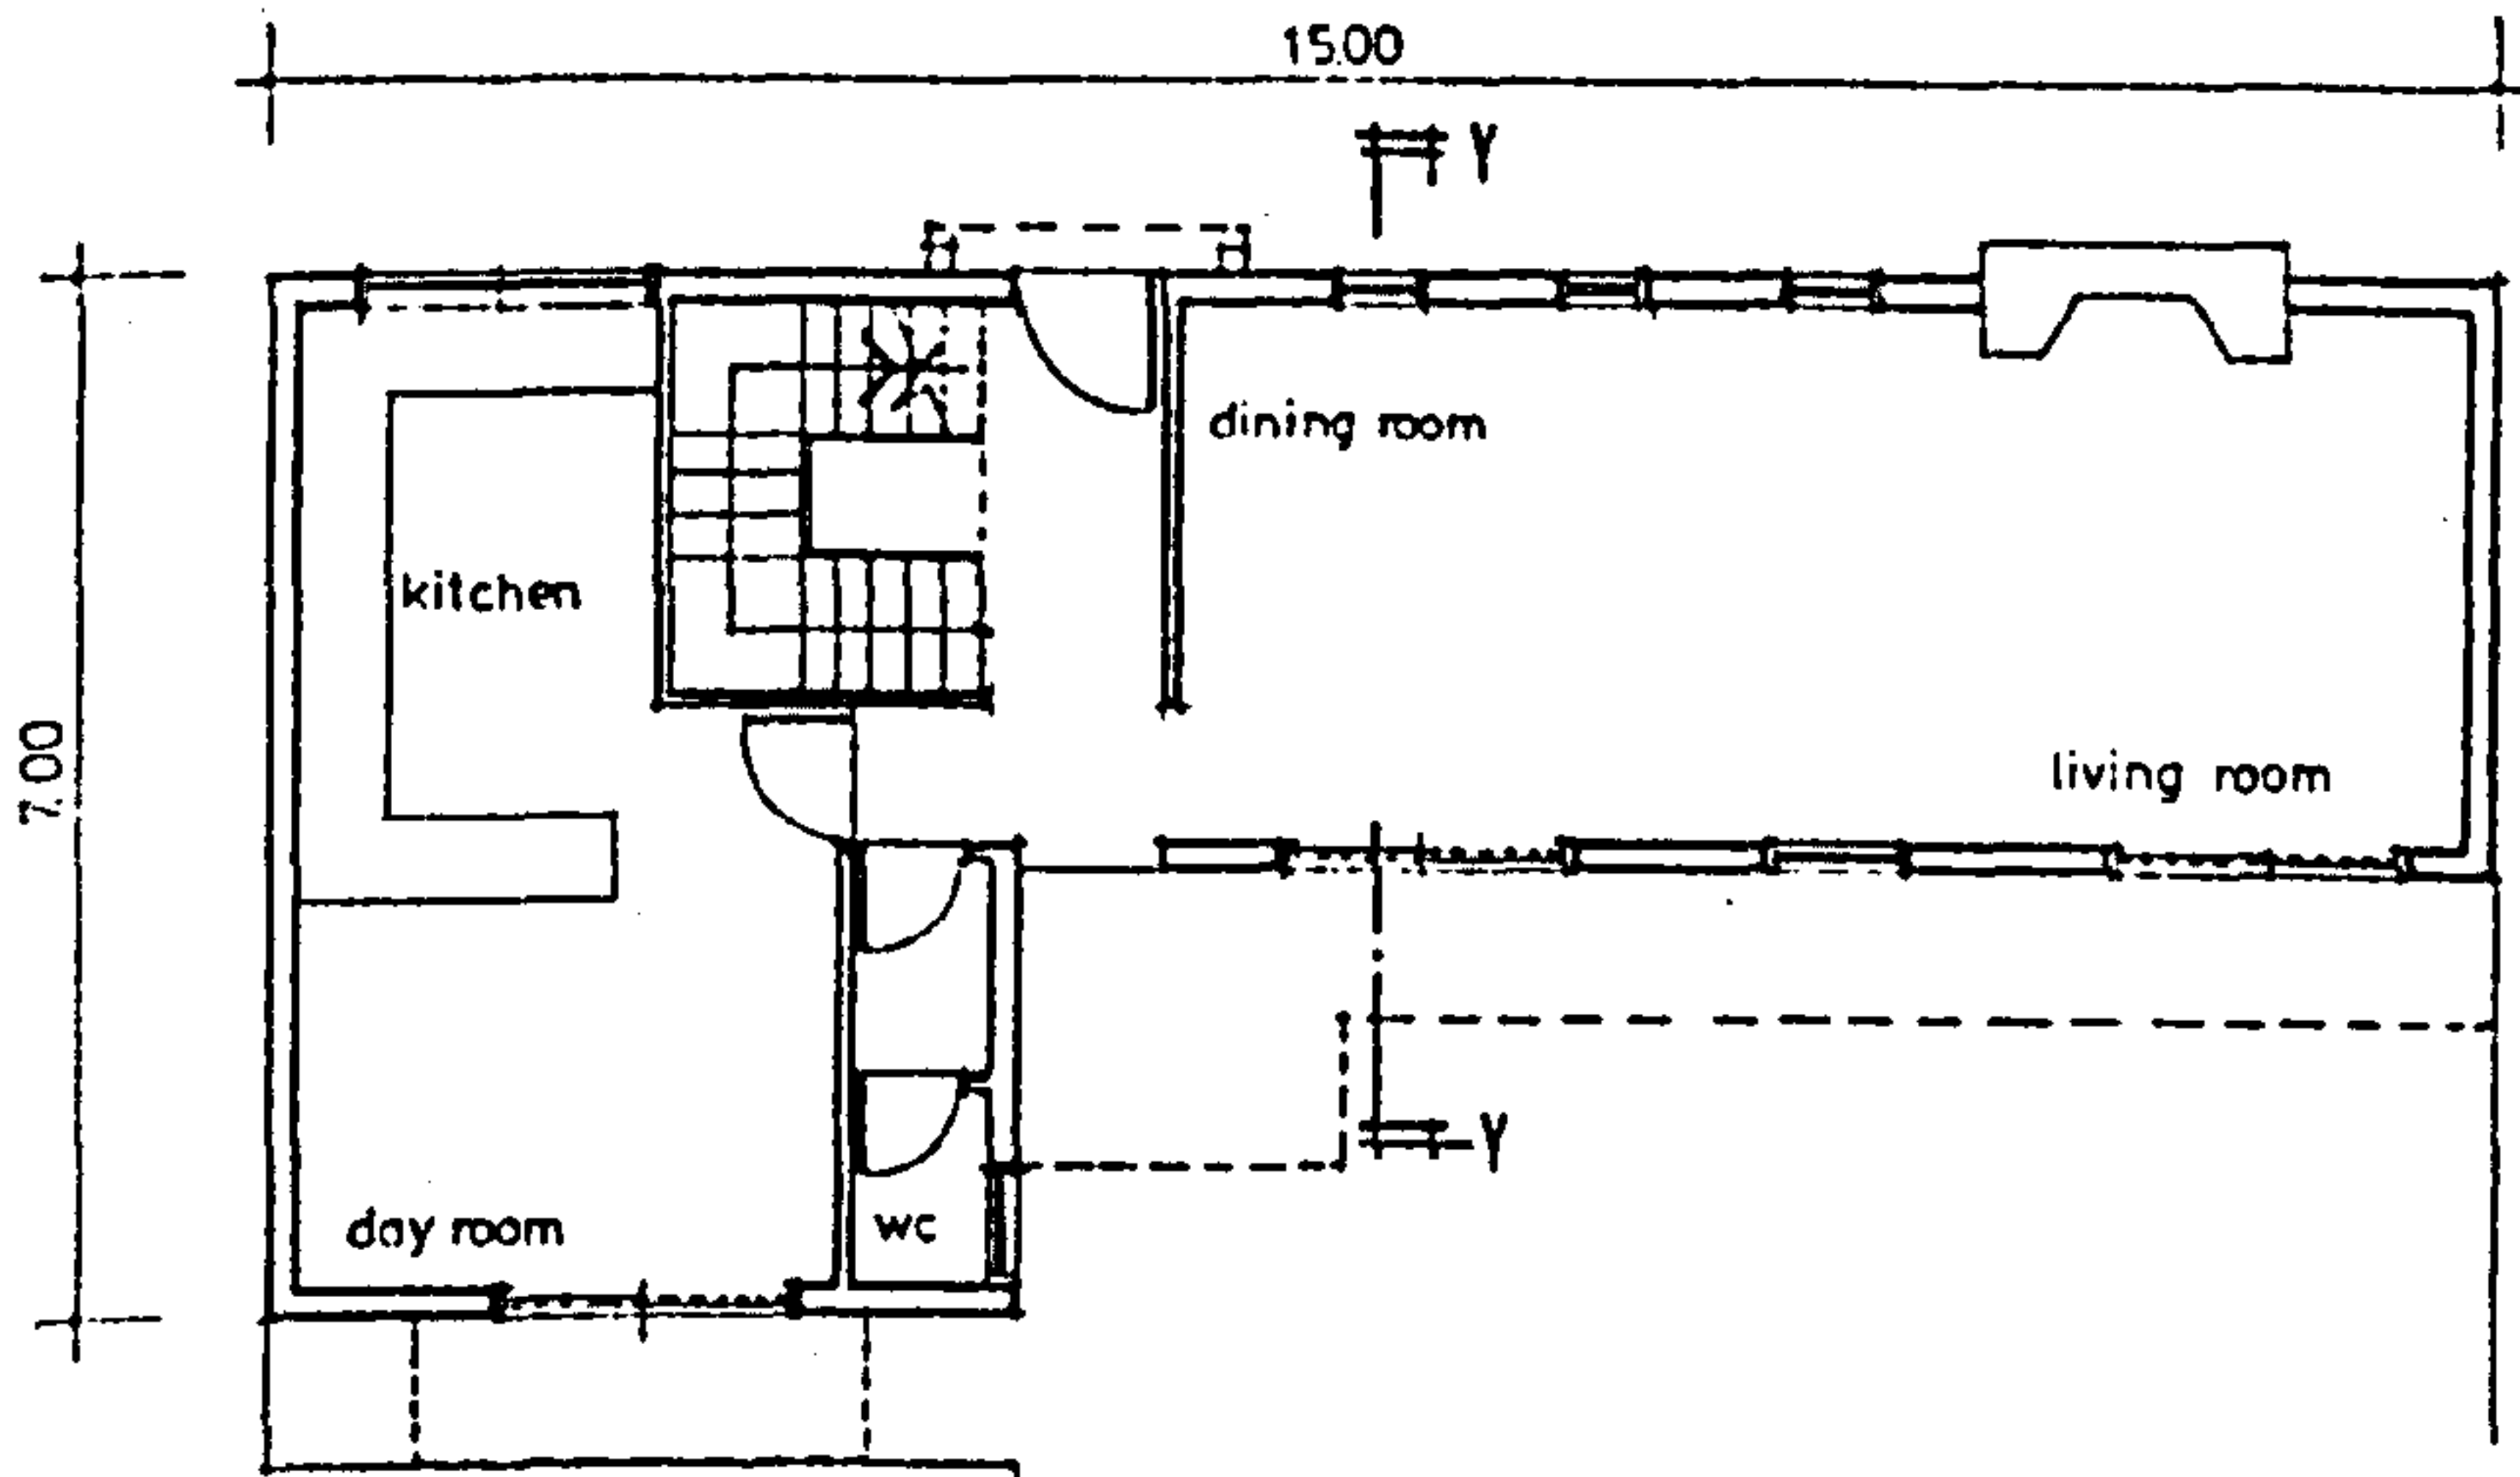 15.00
Y
dining room
kitchen
7.00
living room
Y
day room
wc